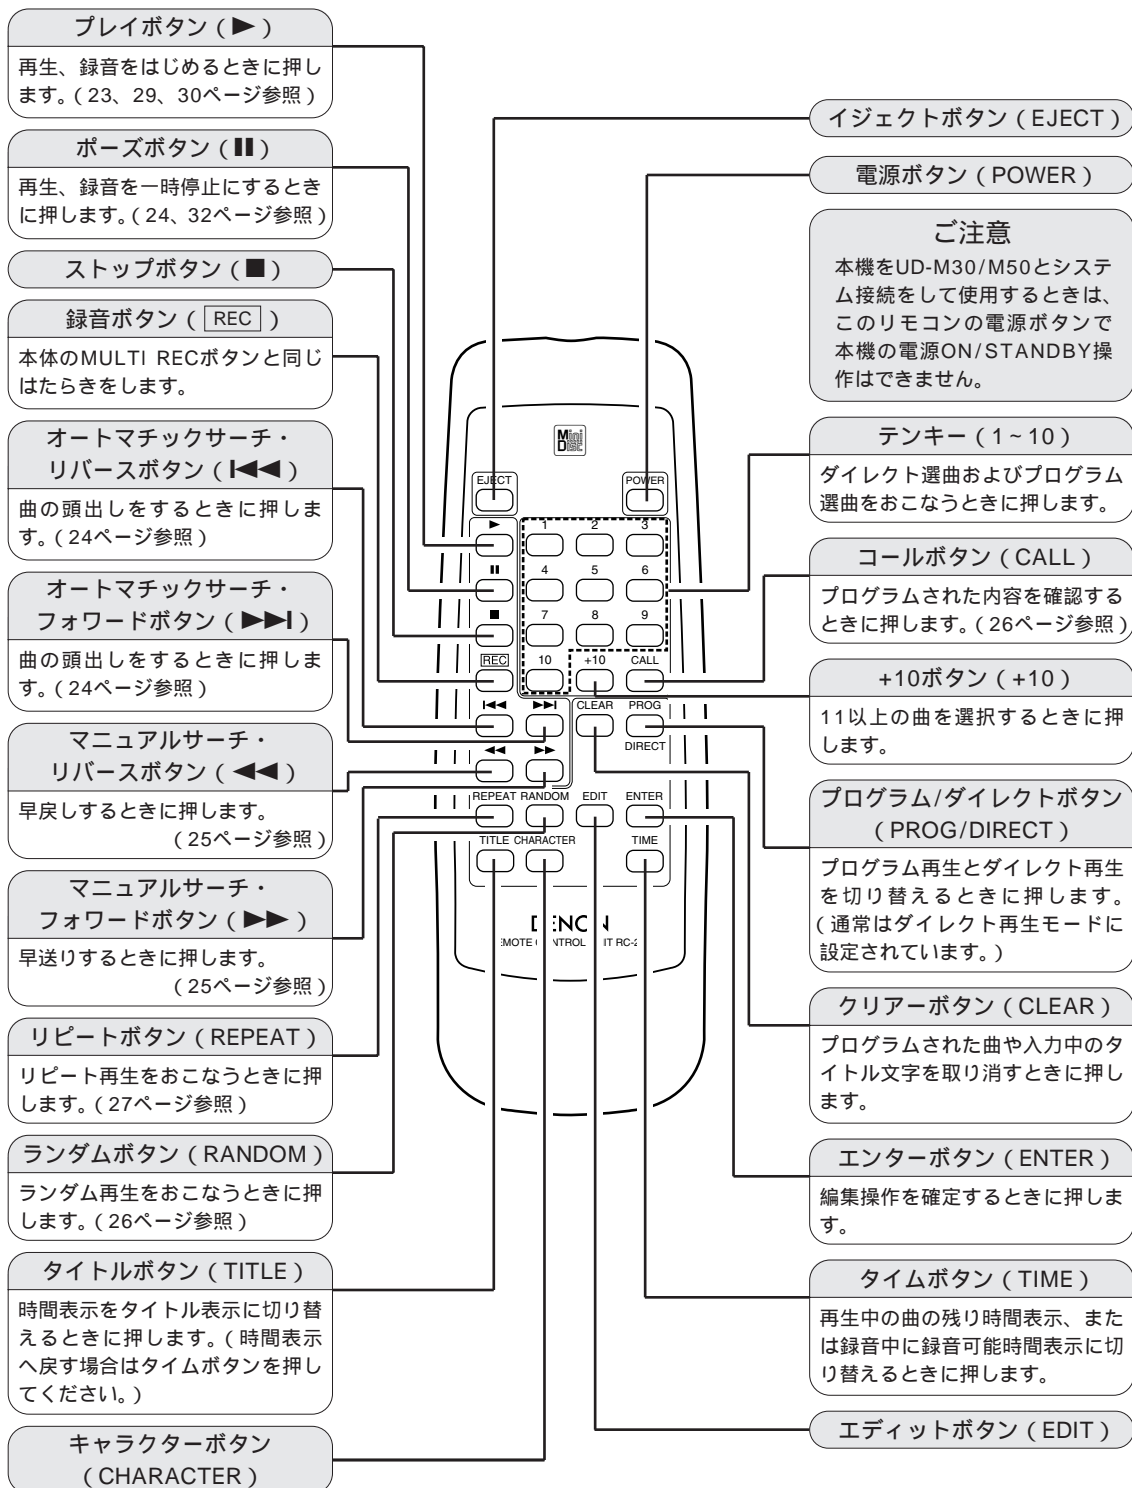 プレイボタン ( ▶ )
再生、録音をはじめるときに押し
ます。( 23、29、30ページ参照 )
ポーズボタン ( ▮▮ )
再生、録音を一時停止にするとき
に押します。( 24、32ページ参照 )
ストップボタン ( ■ )
録音ボタン ( REC )
本体のMULTI RECボタンと同じ
はたらきをします。
オートマチックサーチ・
リバースボタン ( I◀◀ )
曲の頭出しをするときに押しま
す。( 24ページ参照 )
オートマチックサーチ・
フォワードボタン ( ▶▶I )
曲の頭出しをするときに押しま
す。( 24ページ参照 )
マニュアルサーチ・
リバースボタン ( ◀◀ )
早戻しするときに押します。
( 25ページ参照 )
マニュアルサーチ・
フォワードボタン ( ▶▶ )
早送りするときに押します。
( 25ページ参照 )
リピートボタン ( REPEAT )
リピート再生をおこなうときに押
します。( 27ページ参照 )
ランダムボタン ( RANDOM )
ランダム再生をおこなうときに押
します。( 26ページ参照 )
タイトルボタン ( TITLE )
時間表示をタイトル表示に切り替
えるときに押します。( 時間表示
へ戻す場合はタイムボタンを押し
てください。)
キャラクターボタン
( CHARACTER )
Mini
Disc
EJECT POWER
▶ 1 2 3
▮▮ 4 5 6
■ 7 8 9
REC 10 +10 CALL
I◀◀ ▶▶I CLEAR PROG
DIRECT
◀◀ ▶▶
REPEAT RANDOM EDIT ENTER
TITLE CHARACTER TIME
DENON
CONTROL
イジェクトボタン ( EJECT )
電源ボタン ( POWER )
ご注意
本機をUD-M30/M50とシステ
ム接続をして使用するときは、
このリモコンの電源ボタンで
本機の電源ON/STANDBY操
作はできません。
テンキー ( 1 ~ 10 )
ダイレクト選曲およびプログラム
選曲をおこなうときに押します。
コールボタン ( CALL )
プログラムされた内容を確認する
ときに押します。( 26ページ参照 )
+10ボタン ( +10 )
11以上の曲を選択するときに押
します。
プログラム/ダイレクトボタン
( PROG/DIRECT )
プログラム再生とダイレクト再生
を切り替えるときに押します。
( 通常はダイレクト再生モードに
設定されています。)
クリアーボタン ( CLEAR )
プログラムされた曲や入力中のタ
イトル文字を取り消すときに押し
ます。
エンターボタン ( ENTER )
編集操作を確定するときに押しま
す。
タイムボタン ( TIME )
再生中の曲の残り時間表示、また
は録音中に録音可能時間表示に切
り替えるときに押します。
エディットボタン ( EDIT )